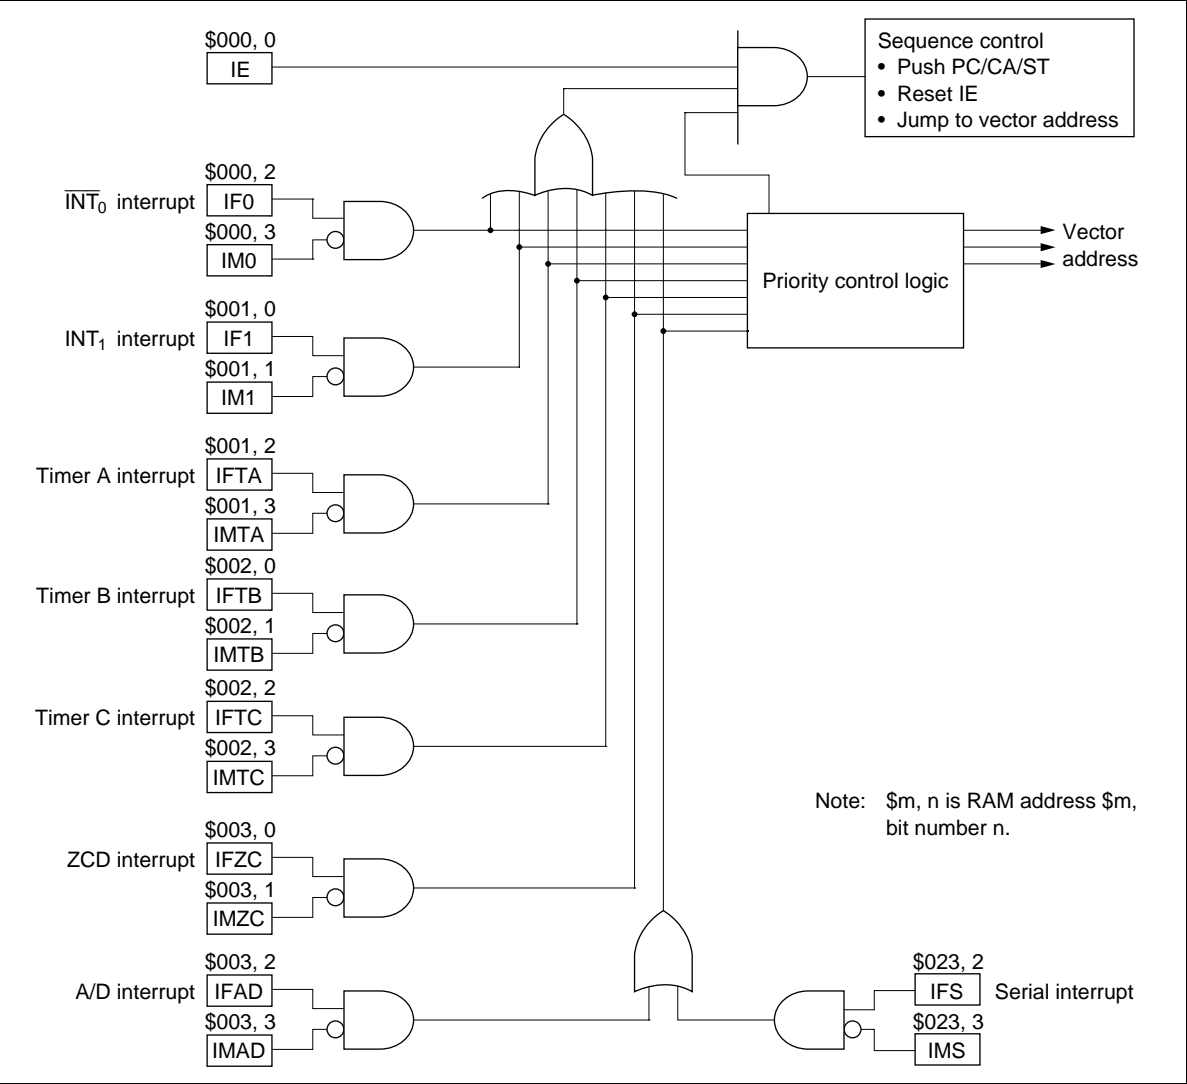 $000, 0
IE
Sequence control
• Push PC/CA/ST
• Reset IE
• Jump to vector address
$000, 2
INT0 interrupt IF0
$000, 3
IM0
Vector
address
Priority control logic
$001, 0
INT1 interrupt IF1
$001, 1
IM1
$001, 2
Timer A interrupt IFTA
$001, 3
IMTA
$002, 0
Timer B interrupt IFTB
$002, 1
IMTB
$002, 2
Timer C interrupt IFTC
$002, 3
IMTC
Note: $m, n is RAM address $m,
bit number n.
$003, 0
ZCD interrupt IFZC
$003, 1
IMZC
$003, 2
A/D interrupt IFAD
$003, 3
IMAD
$023, 2
IFS Serial interrupt
$023, 3
IMS